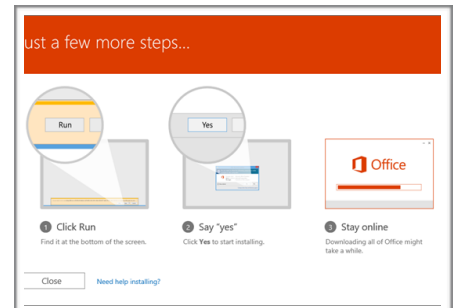 ust a few more steps...
Run
Yes
Office
1 Click Run
Find it at the bottom of the screen.
2 Say "yes"
Click Yes to start installing.
3 Stay online
Downloading all of Office might
take a while.
Close
Need help installing?